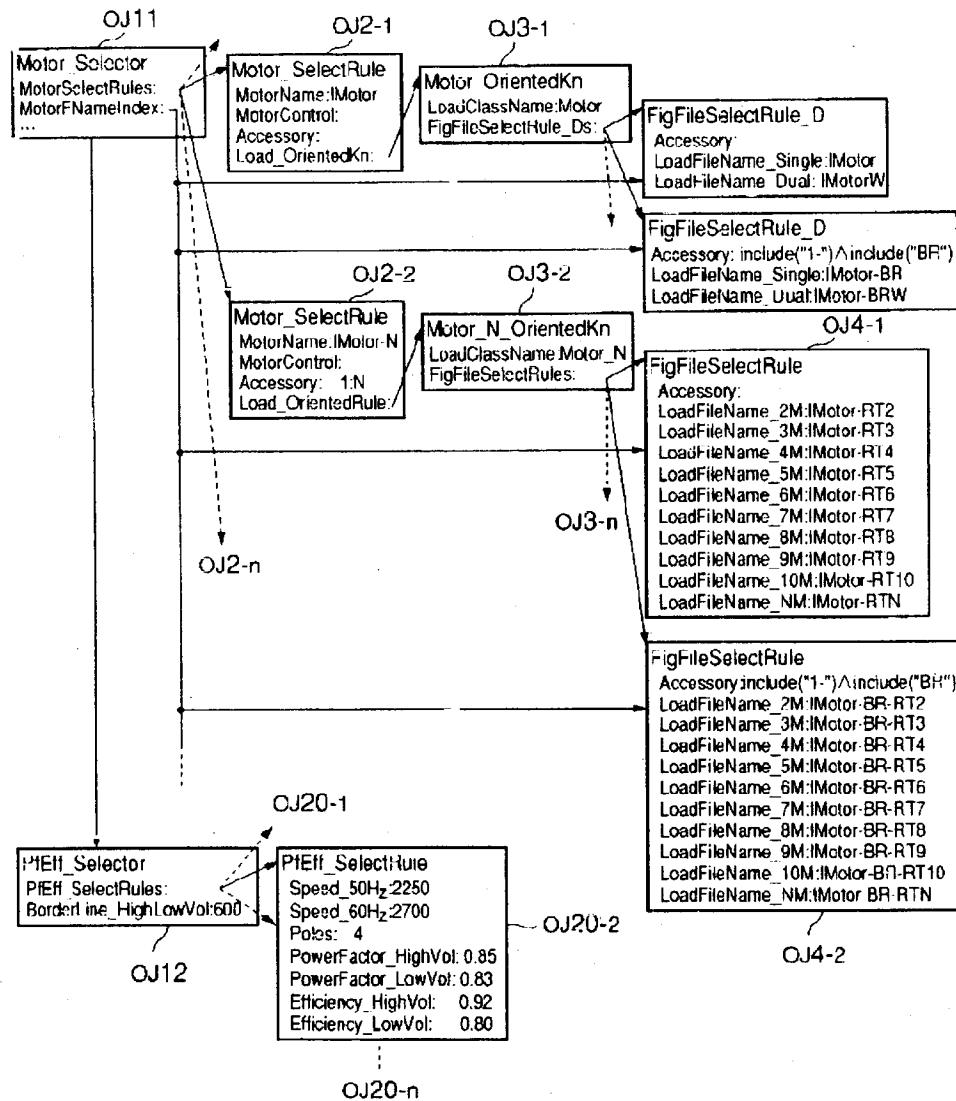 OJ11
OJ2-1
OJ3-1
Motor_Selector
MotorSelectRules:
MotorFNameIndex:
...
Motor_SelectRule
MotorName:IMotor
MotorControl:
Accessory:
Load_OrientedKn:
Motor_OrientedKn
LoadClassName:Motor
FigFileSelectRule_Ds:
FigFileSelectRule_D
Accessory:
LoadFileName_Single:IMotor
LoadFileName_Dual: IMotorW
FigFileSelectRule_D
Accessory: include("1-")∧include("BR")
LoadFileName_Single:IMotor-BR
LoadFileName_Dual:IMotor-BRW
OJ2-2
OJ3-2
OJ4-1
Motor_SelectRule
MotorName:IMotor-N
MotorControl:
Accessory: 1:N
Load_OrientedRule:
Motor_N_OrientedKn
LoadClassName:Motor_N
FigFileSelectRules:
FigFileSelectRule
Accessory:
LoadFileName_2M:IMotor-RT2
LoadFileName_3M:IMotor-RT3
LoadFileName_4M:IMotor-RT4
LoadFileName_5M:IMotor-RT5
LoadFileName_6M:IMotor-RT6
LoadFileName_7M:IMotor-RT7
LoadFileName_8M:IMotor-RT8
LoadFileName_9M:IMotor-RT9
LoadFileName_10M:IMotor-RT10
LoadFileName_NM:IMotor-RTN
OJ2-n
OJ3-n
FigFileSelectRule
Accessory:include("1-")∧include("BR")
LoadFileName_2M:IMotor-BR-RT2
LoadFileName_3M:IMotor-BR-RT3
LoadFileName_4M:IMotor-BR-RT4
LoadFileName_5M:IMotor-BR-RT5
LoadFileName_6M:IMotor-BR-RT6
LoadFileName_7M:IMotor-BR-RT7
LoadFileName_8M:IMotor-BR-RT8
LoadFileName_9M:IMotor-BR-RT9
LoadFileName_10M:IMotor-BR-RT10
LoadFileName_NM:IMotor BR-RTN
OJ4-2
OJ20-1
PfEff_Selector
PfEff_SelectRules:
BorderLine_HighLowVol:600
OJ12
PfEff_SelectRule
Speed_50Hz:2250
Speed_60Hz:2700
Poles: 4
PowerFactor_HighVol: 0.85
PowerFactor_LowVol: 0.83
Efficiency_HighVol: 0.92
Efficiency_LowVol: 0.80
OJ20-2
OJ20-n